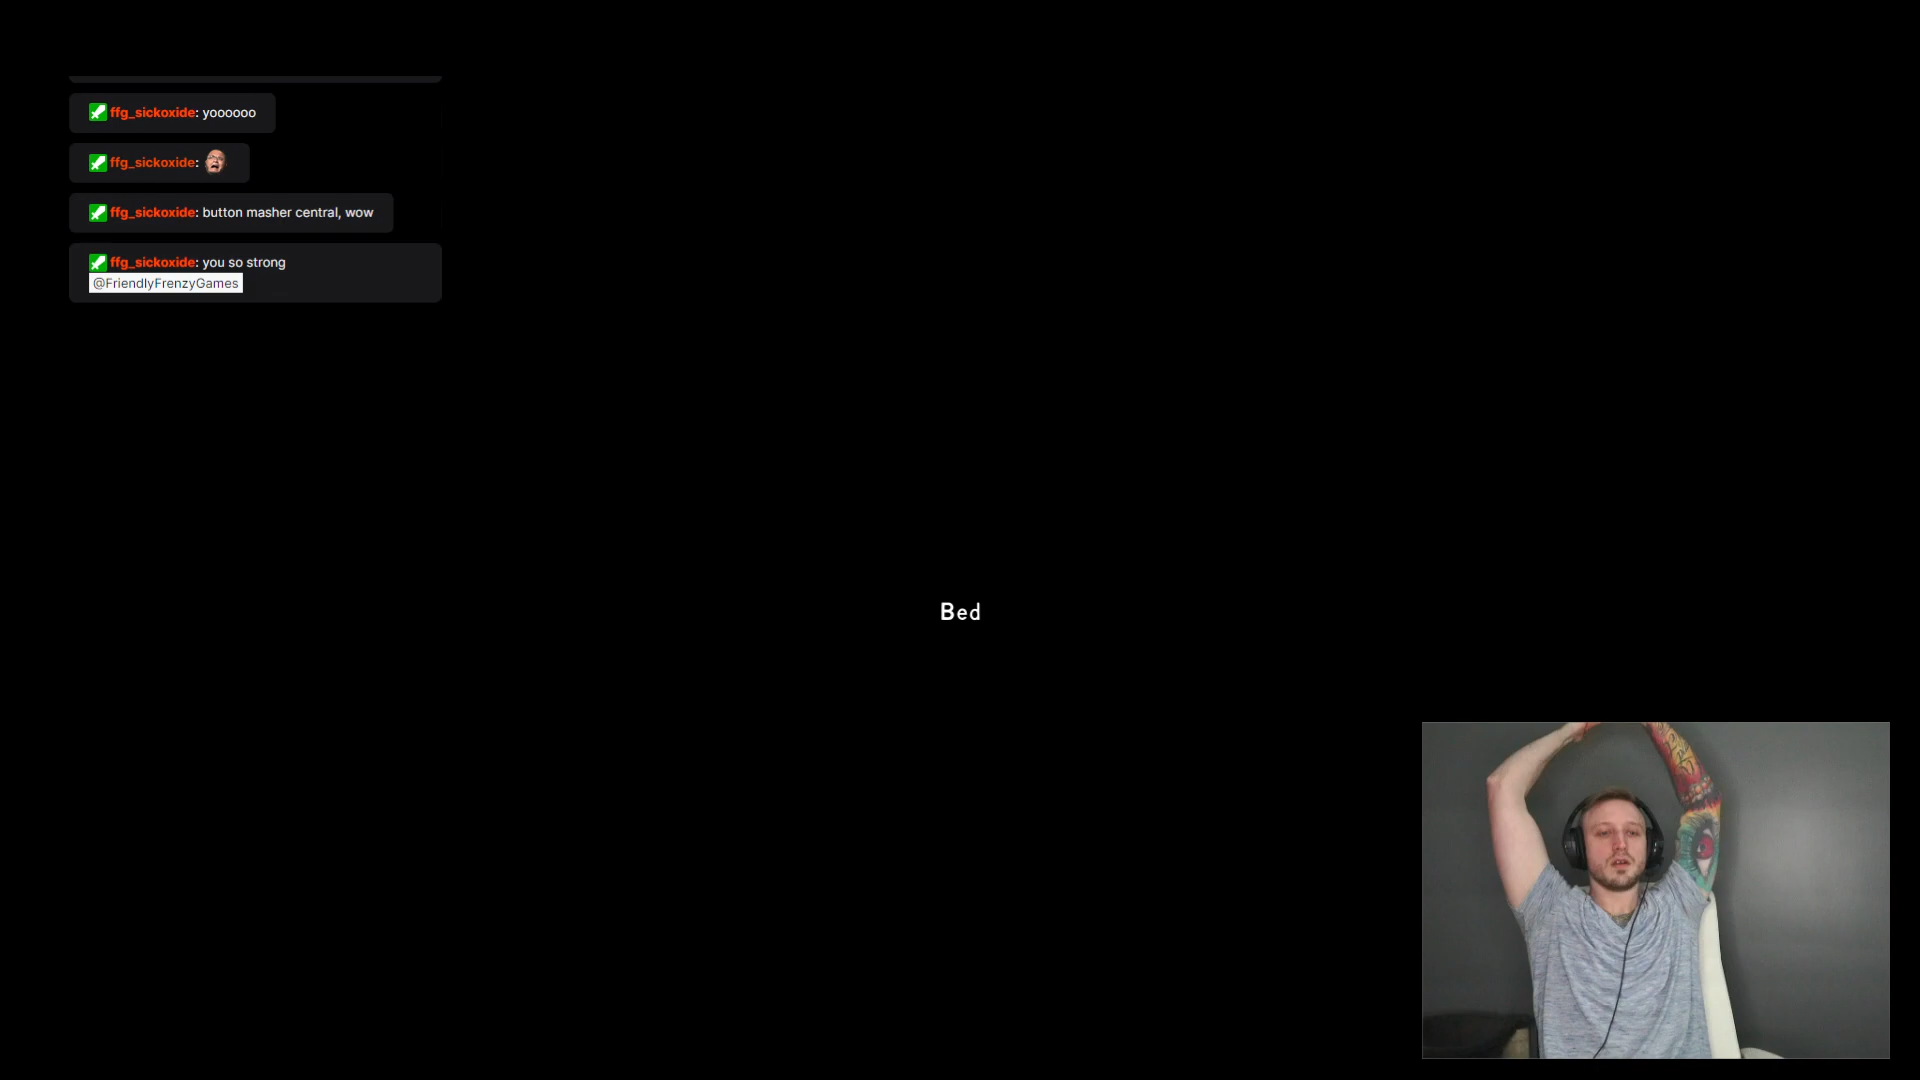 ffg_sickoxide: yoooooo
ffg_sickoxide:
ffg_sickoxide: button masher central, wow
ffg_sickoxide: you so strong
@FriendlyFrenzyGames
Bed